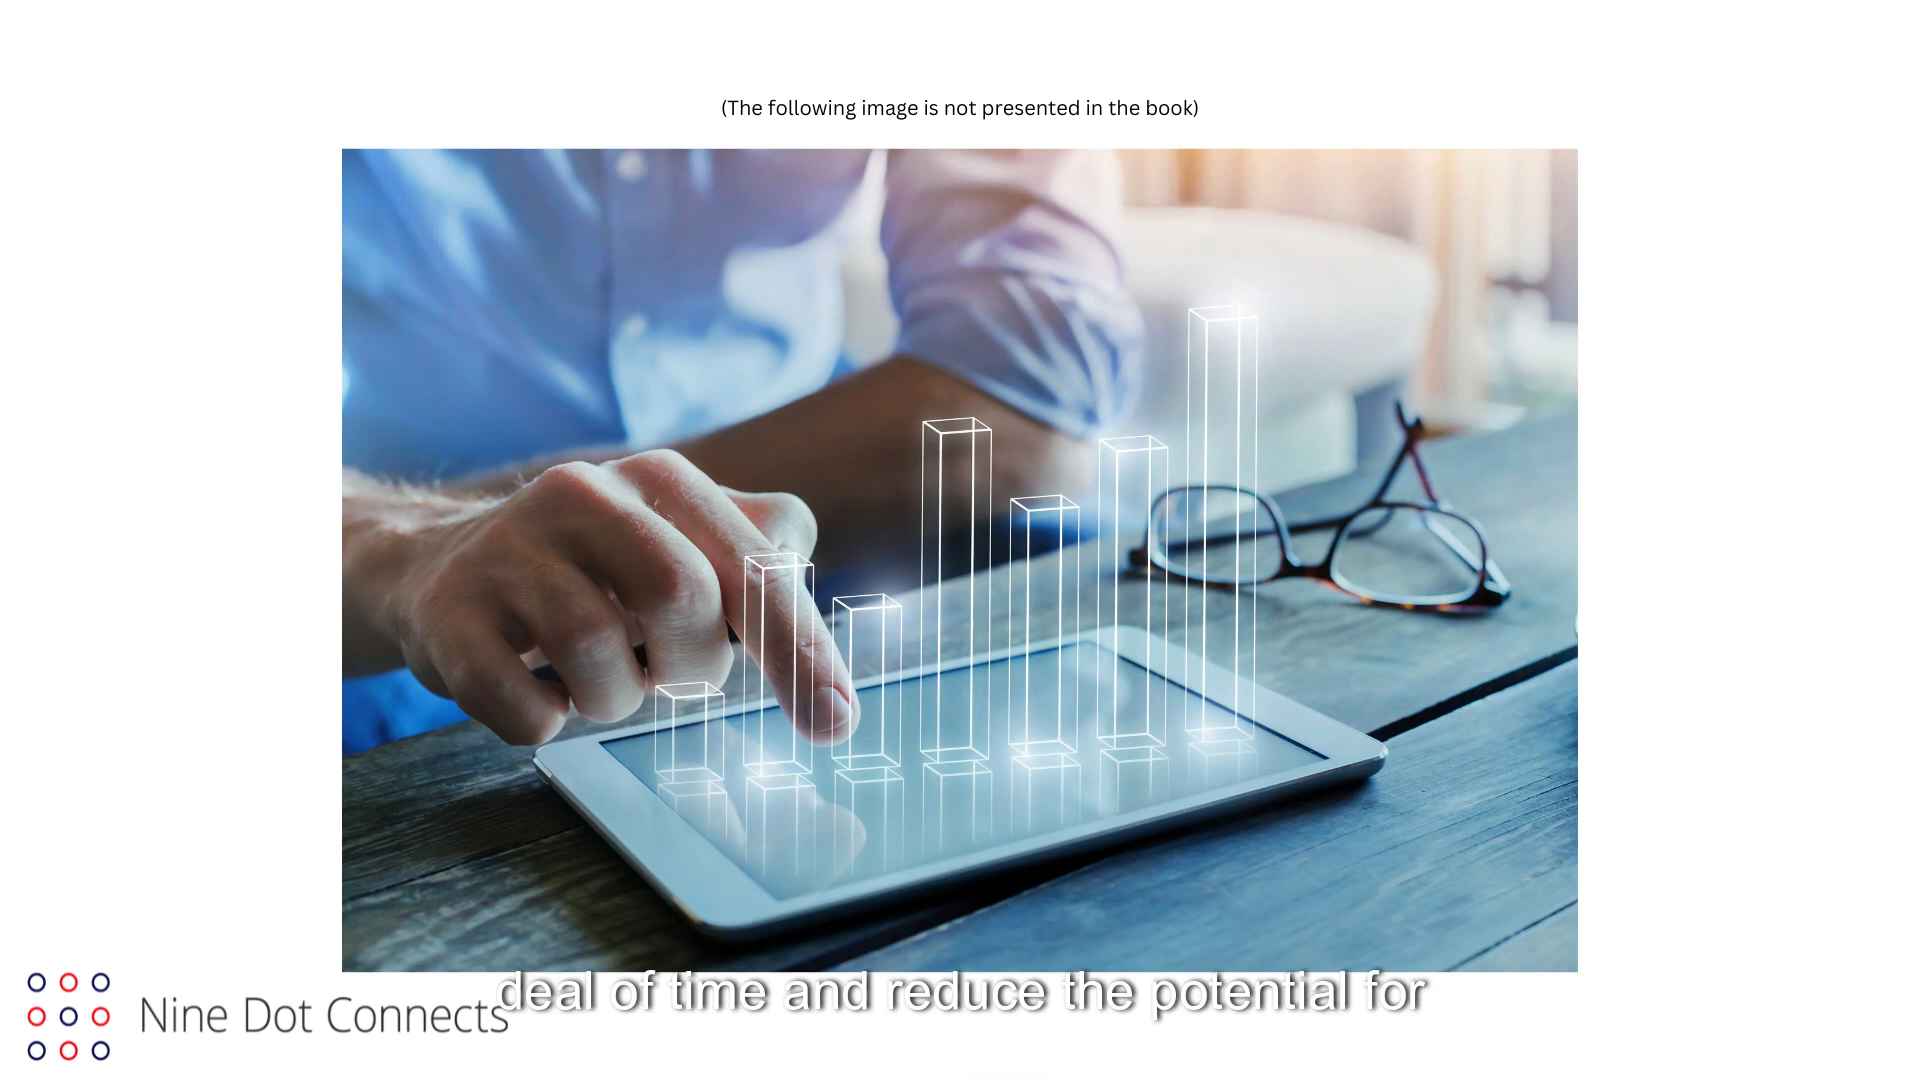 (The following image is not presented in the book)
deal of time and reduce the potential for
Nine Dot Connects